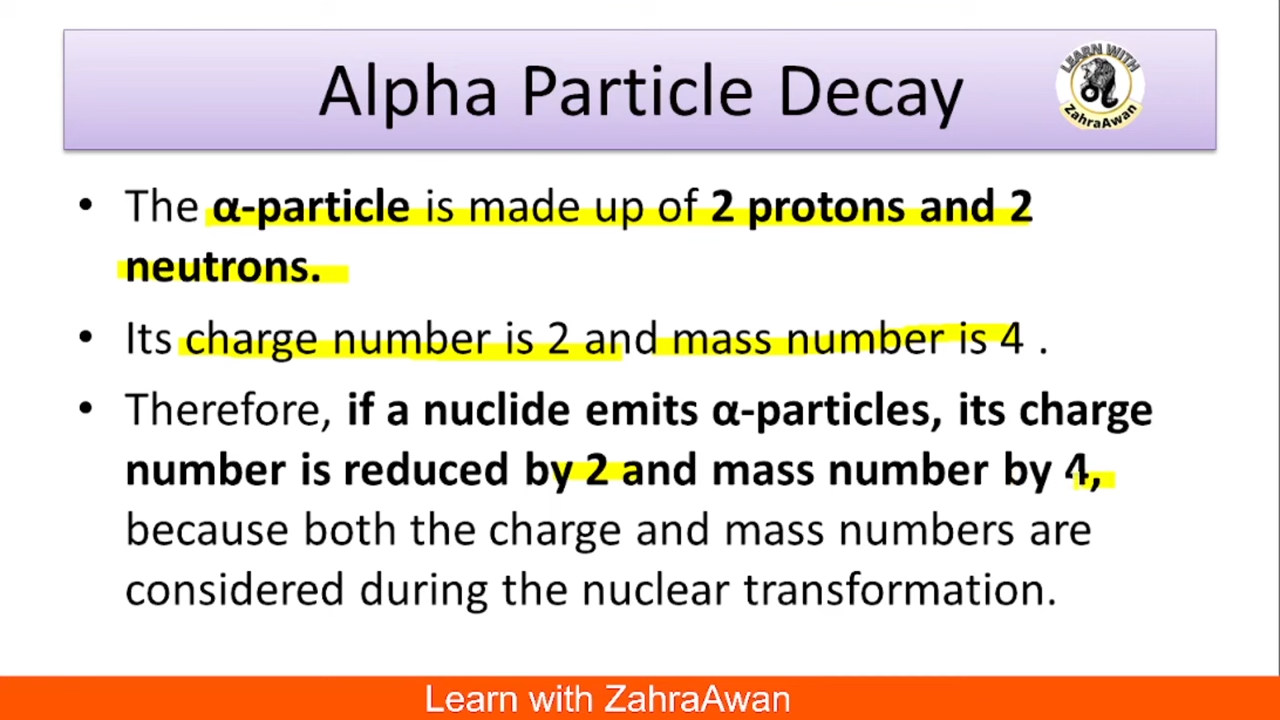 Alpha Particle Decay
LEARN WITH
ZahraAwan
• The α-particle is made up of 2 protons and 2
neutrons.
• Its charge number is 2 and mass number is 4 .
• Therefore, if a nuclide emits α-particles, its charge
number is reduced by 2 and mass number by 4,
because both the charge and mass numbers are
considered during the nuclear transformation.
Learn with ZahraAwan